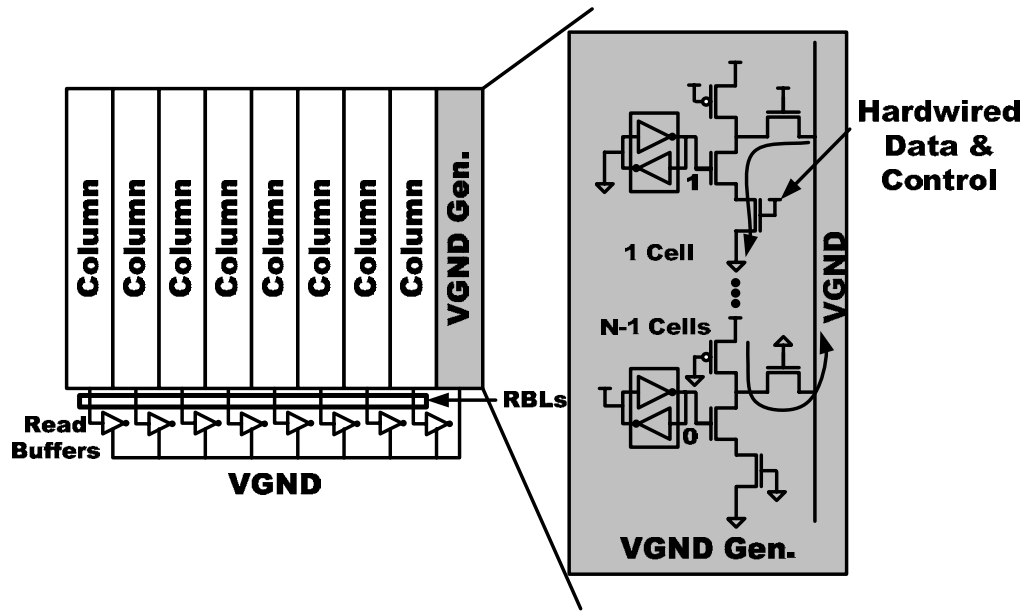 Column
Column
Column
Column
Column
Column
Column
Column
VGND Gen.
RBLs
Read
Buffers
VGND
Hardwired
Data &
Control
1
1 Cell
VGND
N-1 Cells
0
VGND Gen.